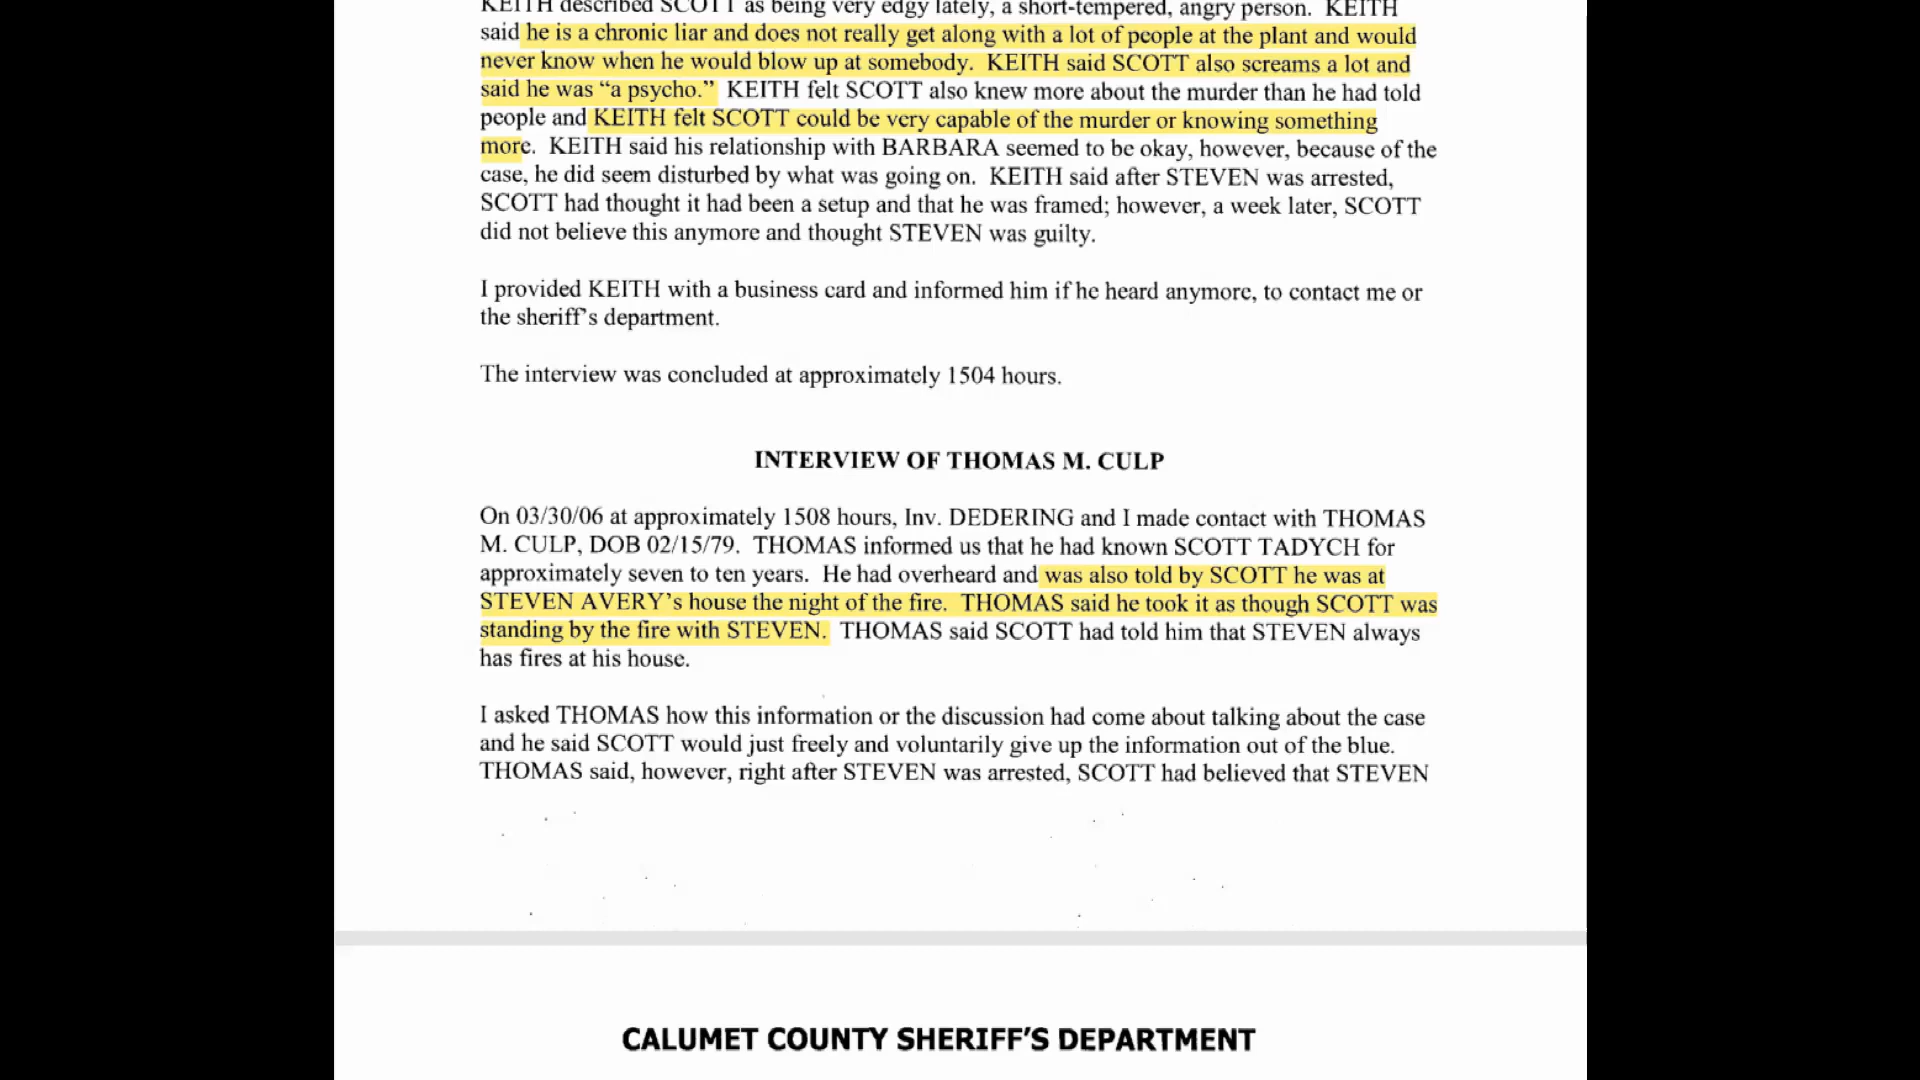 KEITH described SCOTT as being very edgy lately, a short-tempered, angry person. KEITH
said he is a chronic liar and does not really get along with a lot of people at the plant and would
never know when he would blow up at somebody. KEITH said SCOTT also screams a lot and
said he was “a psycho.” KEITH felt SCOTT also knew more about the murder than he had told
people and KEITH felt SCOTT could be very capable of the murder or knowing something
more. KEITH said his relationship with BARBARA seemed to be okay, however, because of the
case, he did seem disturbed by what was going on. KEITH said after STEVEN was arrested,
SCOTT had thought it had been a setup and that he was framed; however, a week later, SCOTT
did not believe this anymore and thought STEVEN was guilty.
I provided KEITH with a business card and informed him if he heard anymore, to contact me or
the sheriff's department.
The interview was concluded at approximately 1504 hours.
INTERVIEW OF THOMAS M. CULP
On 03/30/06 at approximately 1508 hours, Inv. DEDERING and I made contact with THOMAS
M. CULP, DOB 02/15/79. THOMAS informed us that he had known SCOTT TADYCH for
approximately seven to ten years. He had overheard and was also told by SCOTT he was at
STEVEN AVERY's house the night of the fire. THOMAS said he took it as though SCOTT was
standing by the fire with STEVEN. THOMAS said SCOTT had told him that STEVEN always
has fires at his house.
I asked THOMAS how this information or the discussion had come about talking about the case
and he said SCOTT would just freely and voluntarily give up the information out of the blue.
THOMAS said, however, right after STEVEN was arrested, SCOTT had believed that STEVEN
CALUMET COUNTY SHERIFF'S DEPARTMENT